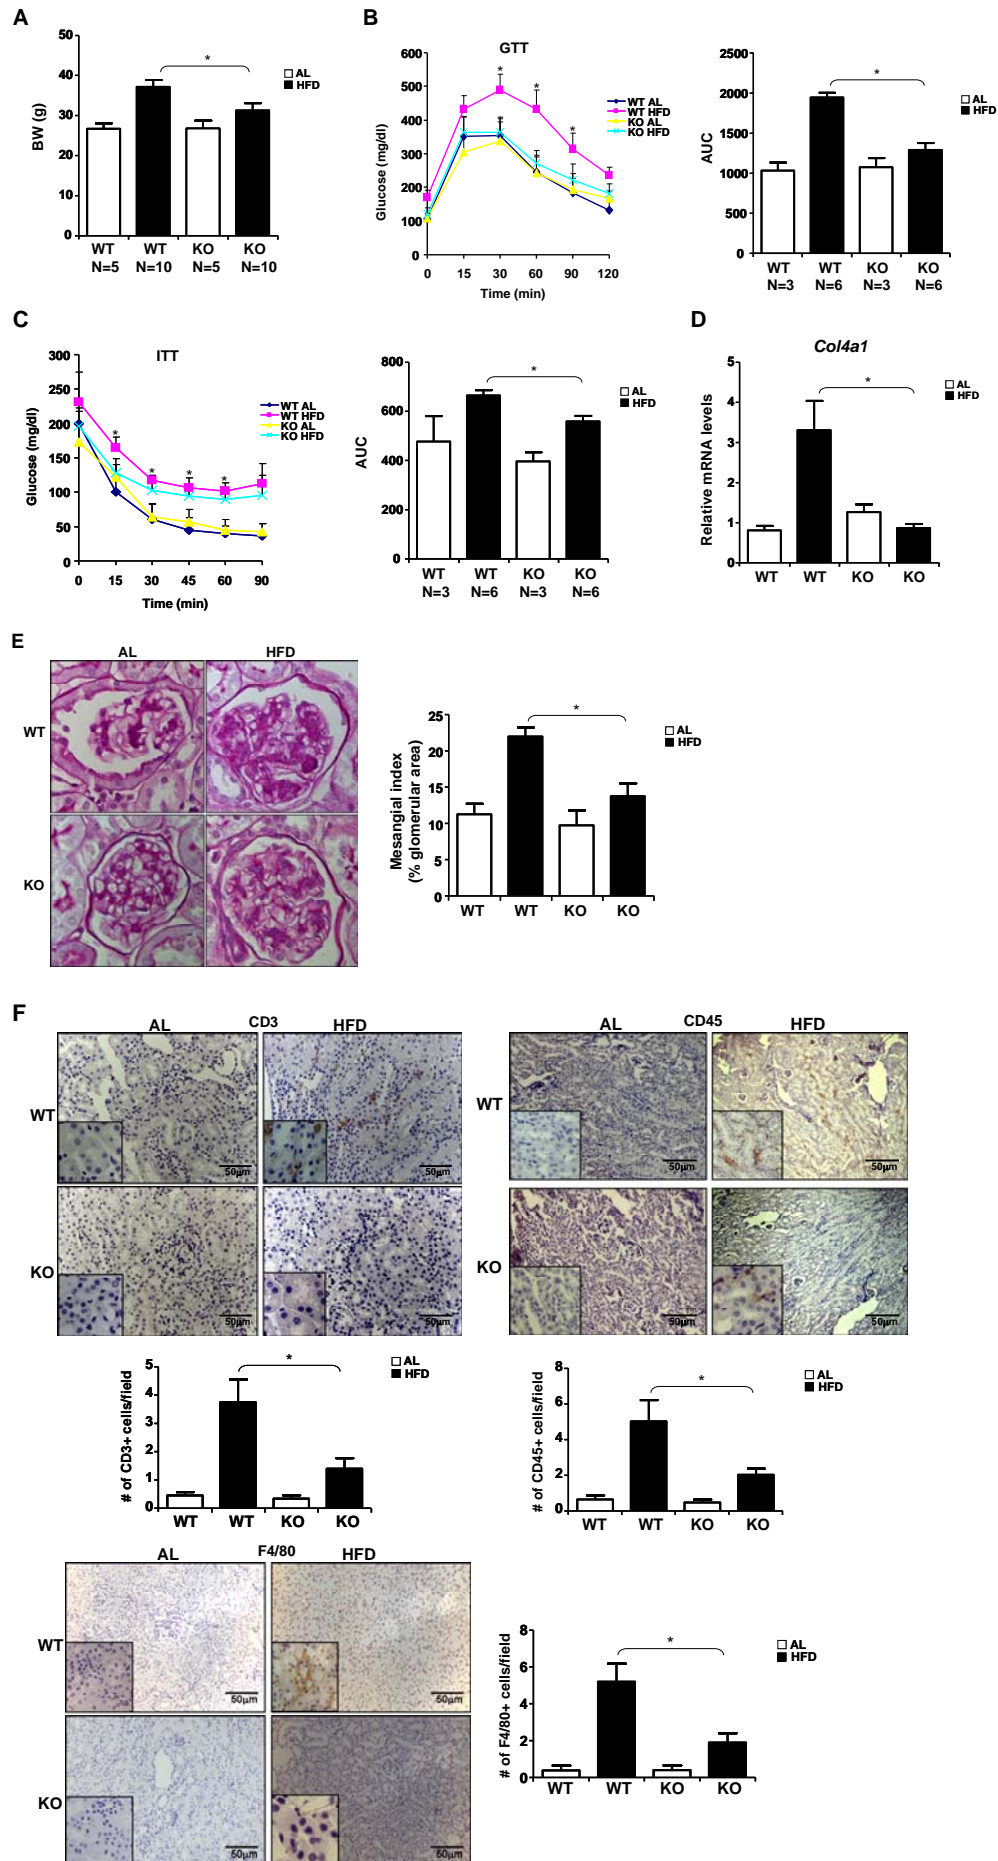 A
BW (g)
50
40
30
20
10
0
*
AL
HFD
WT WT KO KO
N=5 N=10 N=5 N=10
B
GTT
Glucose (mg/dl)
600
500
400
300
200
100
0
* * *
WT AL
WT HFD
KO AL
KO HFD
0 15 30 60 90 120
Time (min)
AUC
2500
2000
1500
1000
500
0
*
AL
HFD
WT WT KO KO
N=3 N=6 N=3 N=6
C
ITT
Glucose (mg/dl)
300
250
200
150
100
50
0
* * * *
WT AL
WT HFD
KO AL
KO HFD
0 15 30 45 60 90
Time (min)
AUC
800
600
400
200
0
*
AL
HFD
WT WT KO KO
N=3 N=6 N=3 N=6
D
Col4a1
Relative mRNA levels
5
4
3
2
1
0
*
AL
HFD
WT WT KO KO
E
AL HFD
WT
KO
Mesangial index
(% glomerular area)
25
20
15
10
5
0
*
AL
HFD
WT WT KO KO
F
AL CD3 HFD
WT
50µm 50µm
KO
50µm 50µm
AL CD45 HFD
WT
50µm 50µm
KO
50µm 50µm
# of CD3+ cells/field
5
4
3
2
1
0
*
AL
HFD
WT WT KO KO
# of CD45+ cells/field
8
6
4
2
0
*
AL
HFD
WT WT KO KO
AL F4/80 HFD
WT
50µm 50µm
KO
50µm 50µm
# of F4/80+ cells/field
8
6
4
2
0
*
AL
HFD
WT WT KO KO